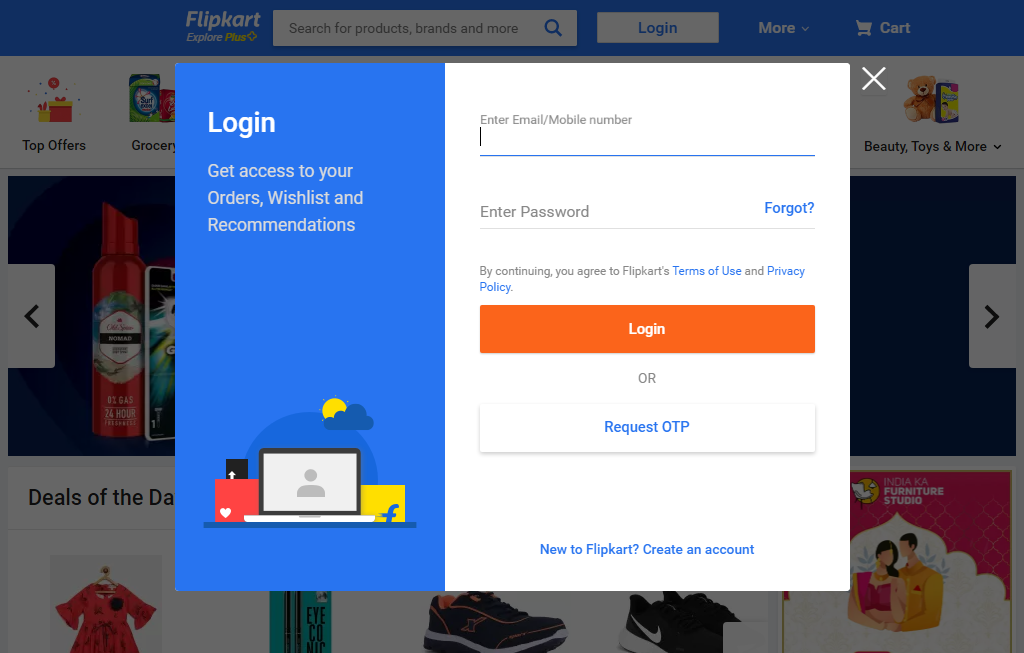 Flipkart
Explore Plus
Search for products, brands and more
Login
More
Cart
Top Offers
Grocery
Beauty, Toys & More
Login
Get access to your
Orders, Wishlist and
Recommendations
Enter Email/Mobile number
Enter Password
Forgot?
By continuing, you agree to Flipkart's Terms of Use and Privacy
Policy.
Login
OR
Request OTP
New to Flipkart? Create an account
Old Spice
NOMAD
0% GAS
24 HOUR
FRESHNESS
Deals of the Da
INDIA KA
FURNITURE
STUDIO
EYE
CO
NIC